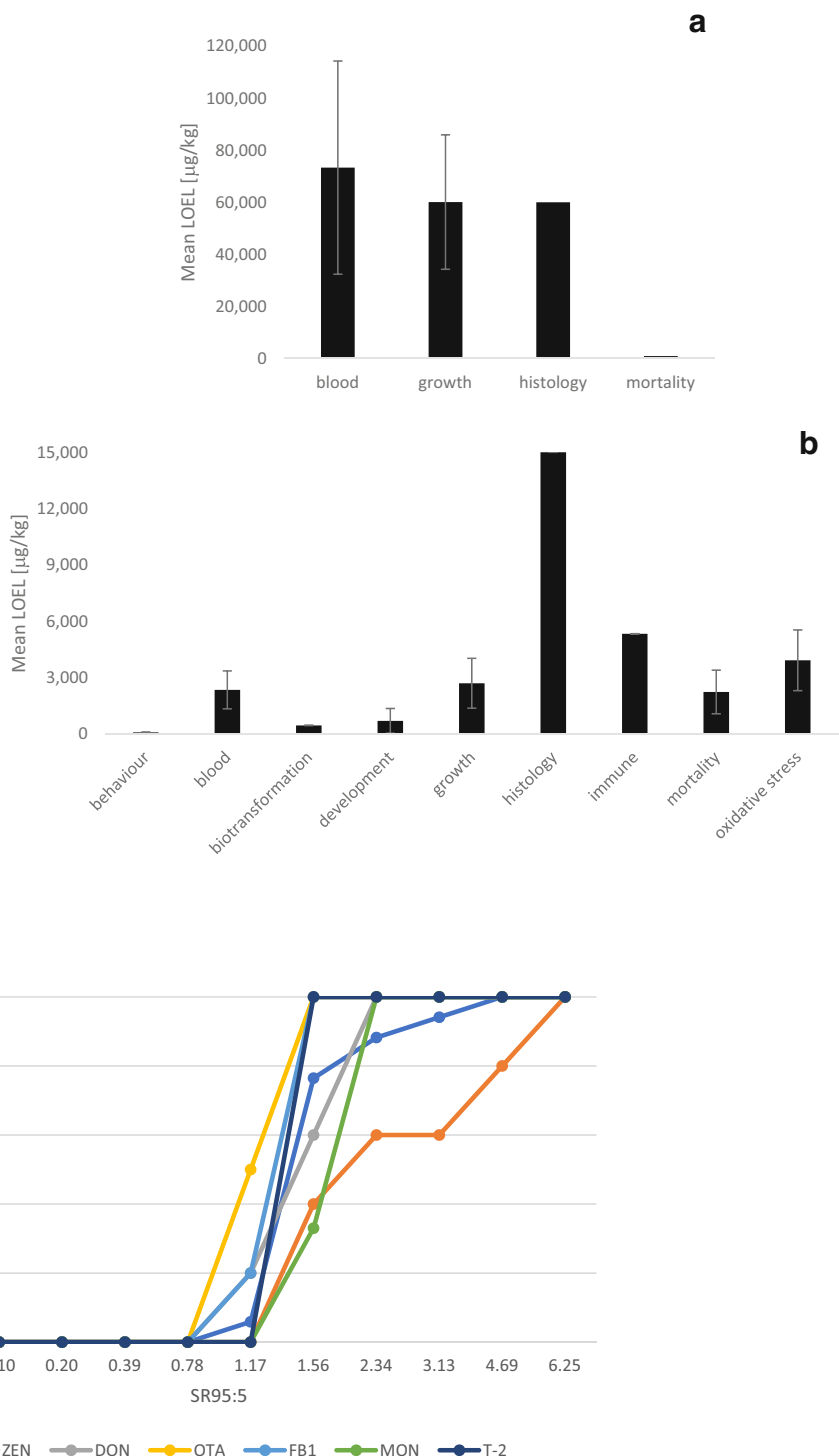 a
120,000
100,000
80,000
60,000
40,000
20,000
0
Mean LOEL [µg/kg]
blood growth histology mortality
b
15,000
12,000
9,000
6,000
3,000
0
Mean LOEL [µg/kg]
behaviour blood biotransformation development growth histology immune mortality oxidative stress
10 0.20 0.39 0.78 1.17 1.56 2.34 3.13 4.69 6.25
SR95:5
ZEN DON OTA FB1 MON T-2